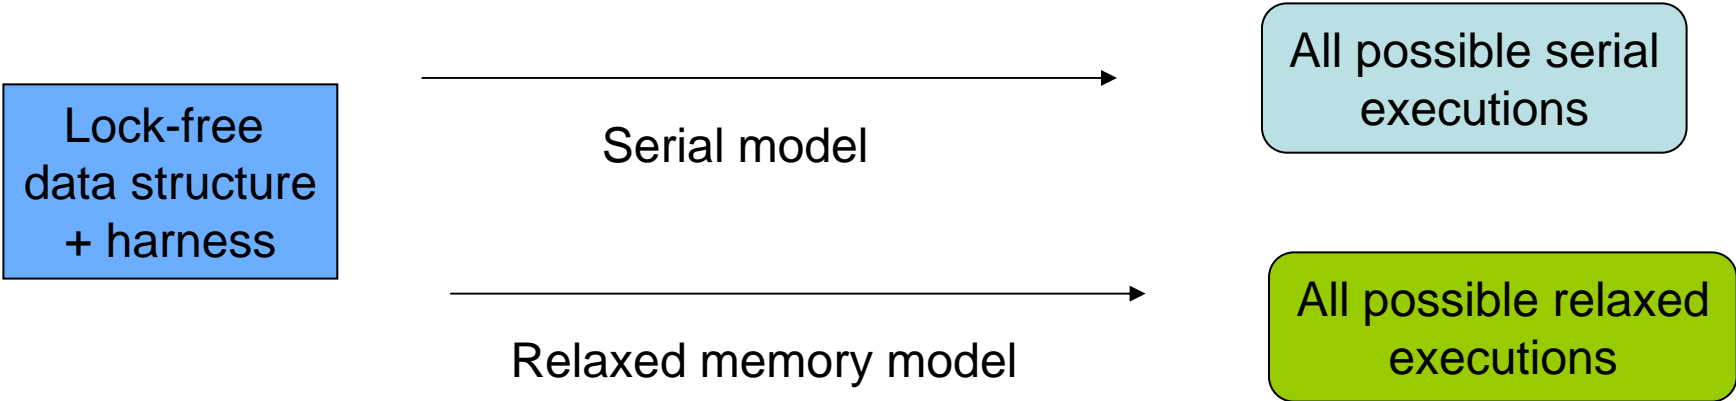 Lock-free
data structure
+ harness
Serial model
All possible serial
executions
Relaxed memory model
All possible relaxed
executions